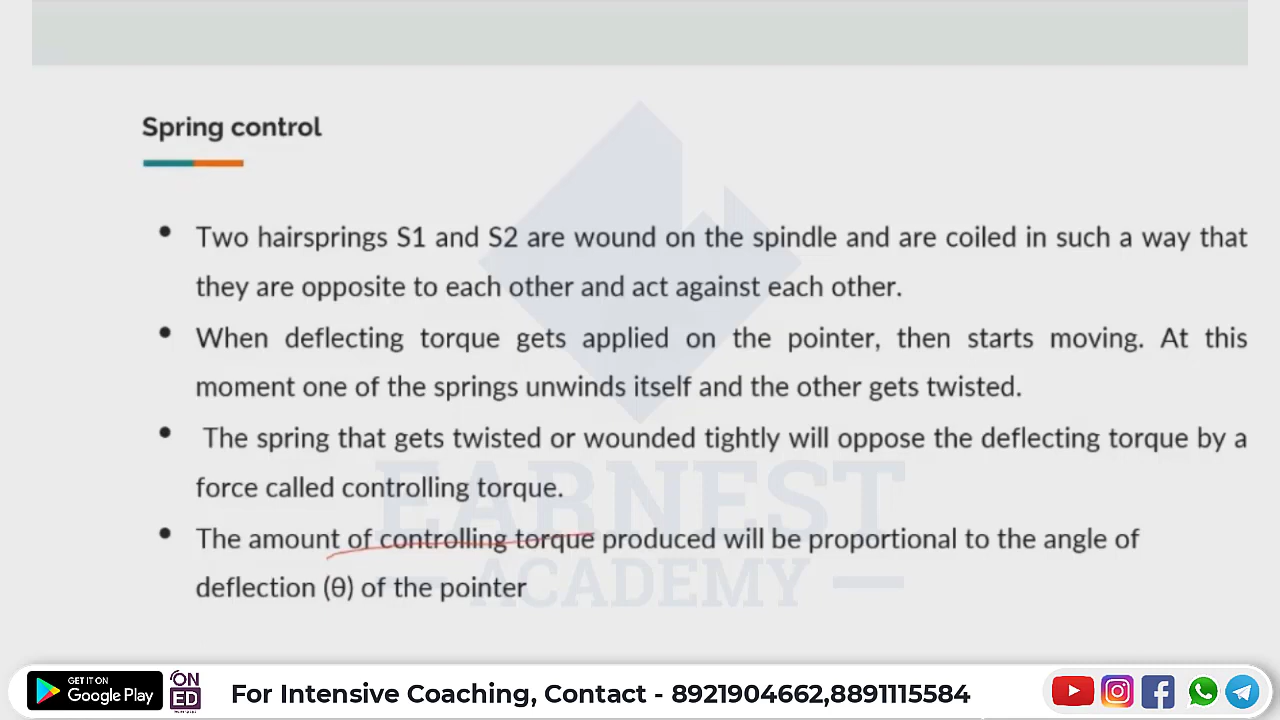 Spring control
• Two hairsprings S1 and S2 are wound on the spindle and are coiled in such a way that
they are opposite to each other and act against each other.
• When deflecting torque gets applied on the pointer, then starts moving. At this
moment one of the springs unwinds itself and the other gets twisted.
• The spring that gets twisted or wounded tightly will oppose the deflecting torque by a
force called controlling torque.
• The amount of controlling torque produced will be proportional to the angle of
deflection (θ) of the pointer
EARNEST
ACADEMY
GET IT ON
Google Play
ON
ED
For Intensive Coaching, Contact - 8921904662,8891115584